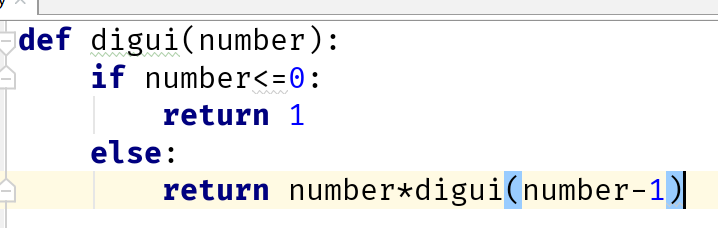 def digui(number):
    if number<=0:
        return 1
    else:
        return number*digui(number-1)